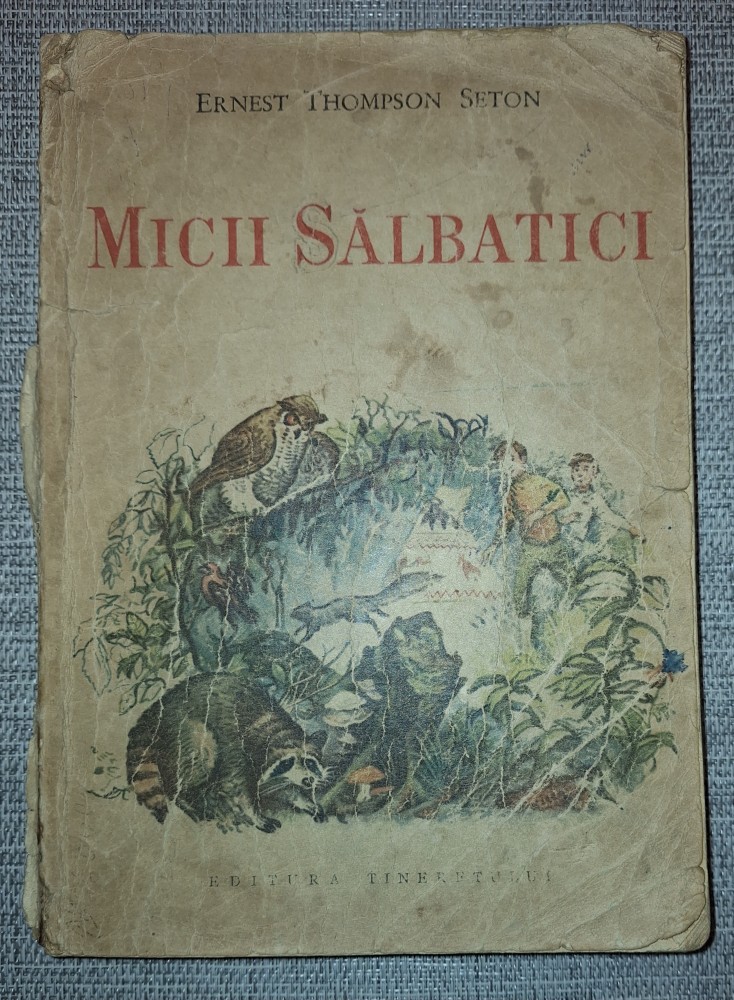 ERNEST THOMPSON SETON
MICII SĂLBATICI
EDITURA TINERETULUI